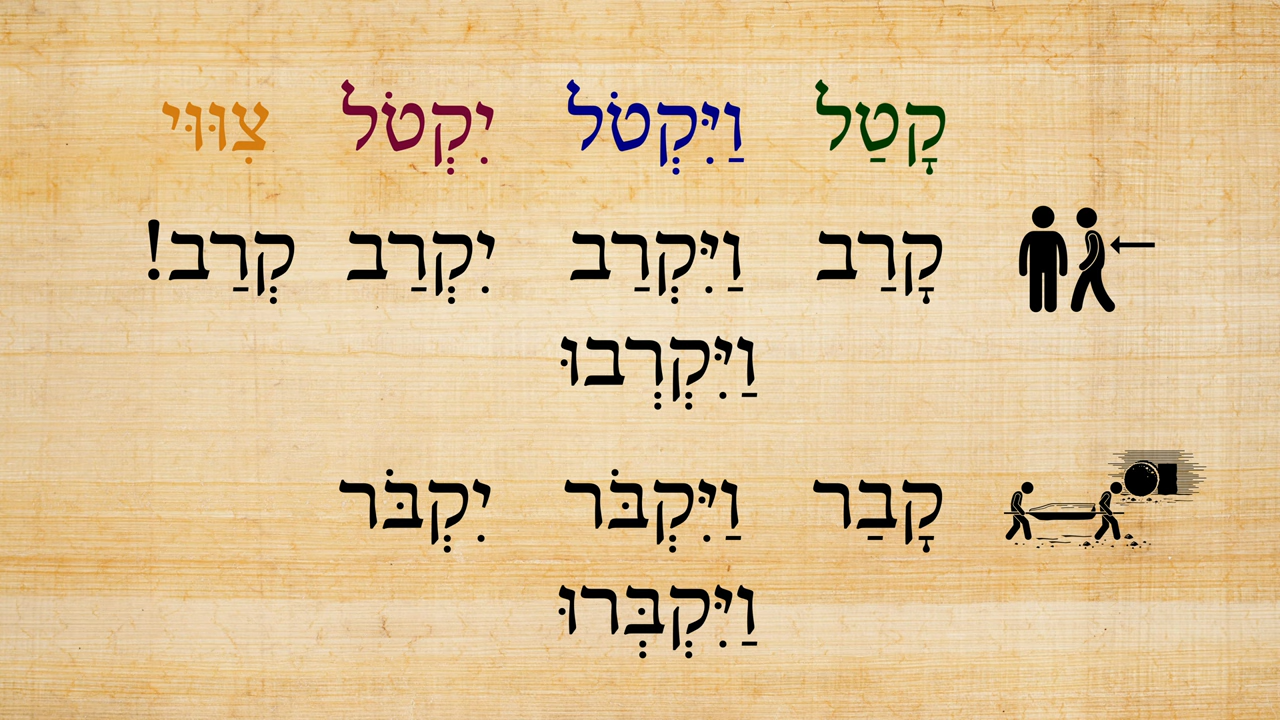 קָטַל וַיִּקְטֹל יִקְטֹל צִוּוּי
קָרַב וַיִּקְרַב יִקְרַב קְרַב!
וַיִּקְרְבוּ
קָבַר וַיִּקְבֹּר יִקְבֹּר
וַיִּקְבְּרוּ